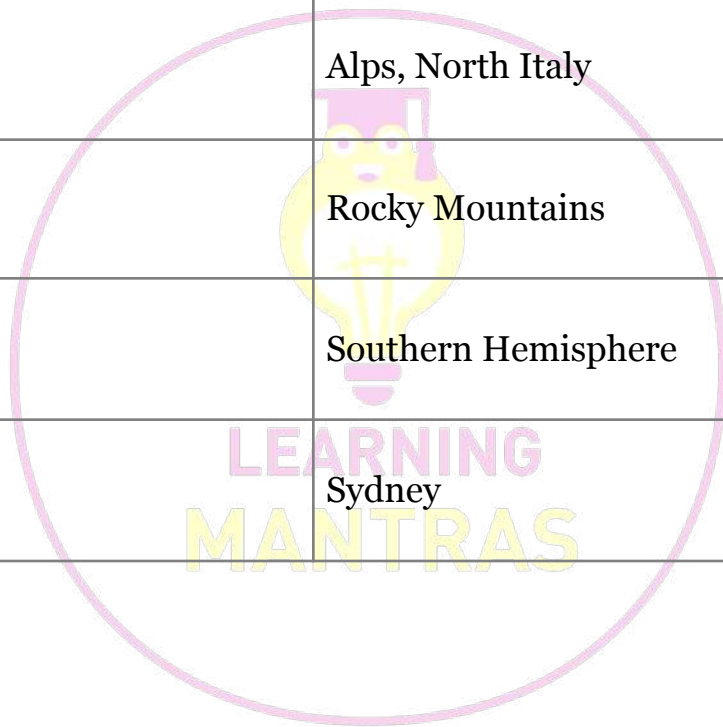 Alps, North Italy
Rocky Mountains
Southern Hemisphere
LEARNING
Sydney
MANTRAS